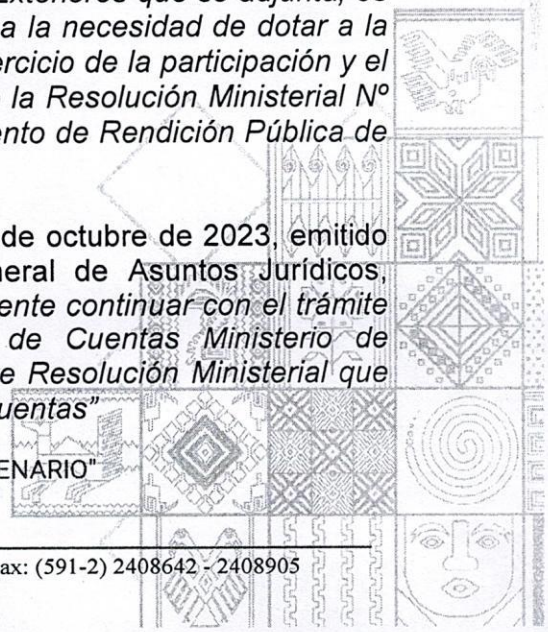 Exteriores que se adjunta, es
a la necesidad de dotar a la
ercicio de la participación y el
la Resolución Ministerial Nº
ento de Rendición Pública de
de octubre de 2023, emitido
neral de Asuntos Jurídicos,
ente continuar con el trámite
de Cuentas Ministerio de
e Resolución Ministerial que
uentas"
ENARIO"
ax: (591-2) 2408642 - 2408905